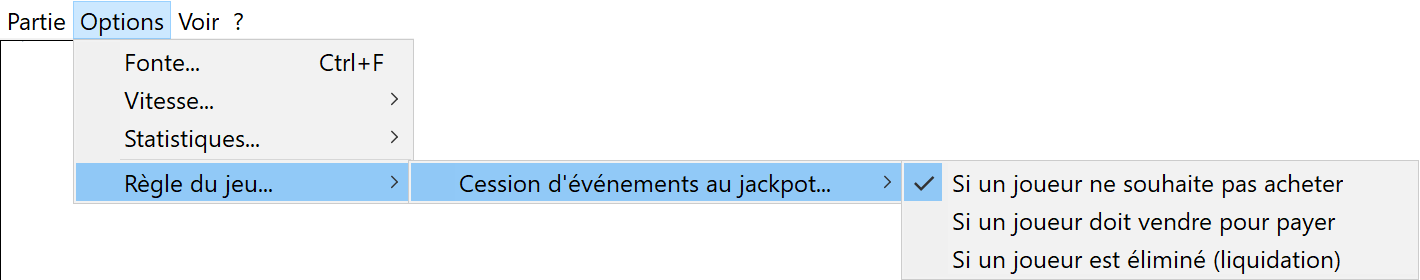 Partie Options Voir ?
Fonte... Ctrl+F
Vitesse...
Statistiques...
Règle du jeu... Cession d'événements au jackpot... Si un joueur ne souhaite pas acheter
Si un joueur doit vendre pour payer
Si un joueur est éliminé (liquidation)